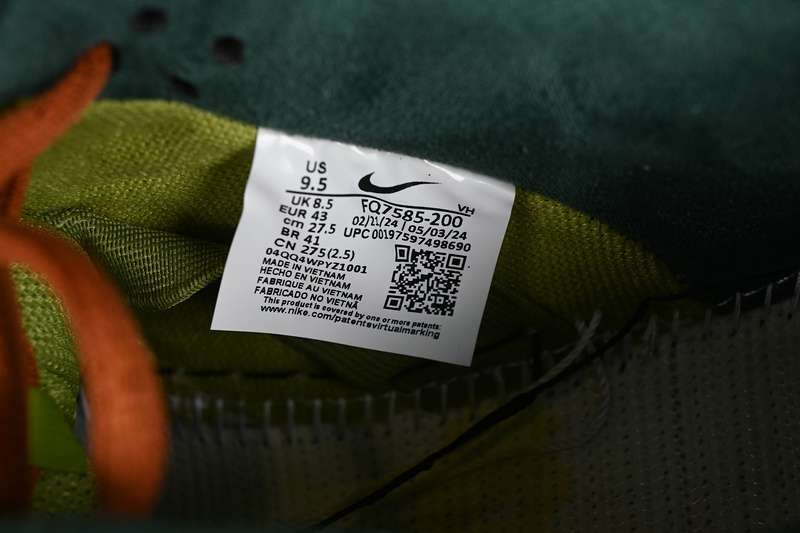 US
9.5
UK 8.5
EUR 43
cm 27.5
BR 41
CN 275(2.5)
VH
FQ7585-200
02/21/24 | 05/03/24
UPC 00197597498690
04QQ4WPYZ1001
MADE IN VIETNAM
HECHO EN VIETNAM
FABRIQUE AU VIETNAM
FABRICADO NO VIETNÃ
This product is covered by one or more patents:
www.nike.com/patentsvirtualmarking